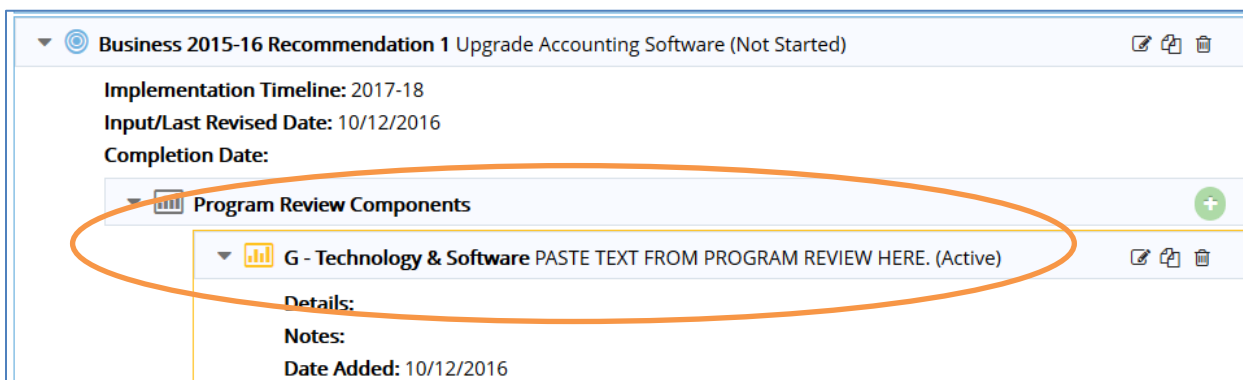 Business 2015-16 Recommendation 1 Upgrade Accounting Software (Not Started)
Implementation Timeline: 2017-18
Input/Last Revised Date: 10/12/2016
Completion Date:
Program Review Components
G - Technology & Software PASTE TEXT FROM PROGRAM REVIEW HERE. (Active)
Details:
Notes:
Date Added: 10/12/2016